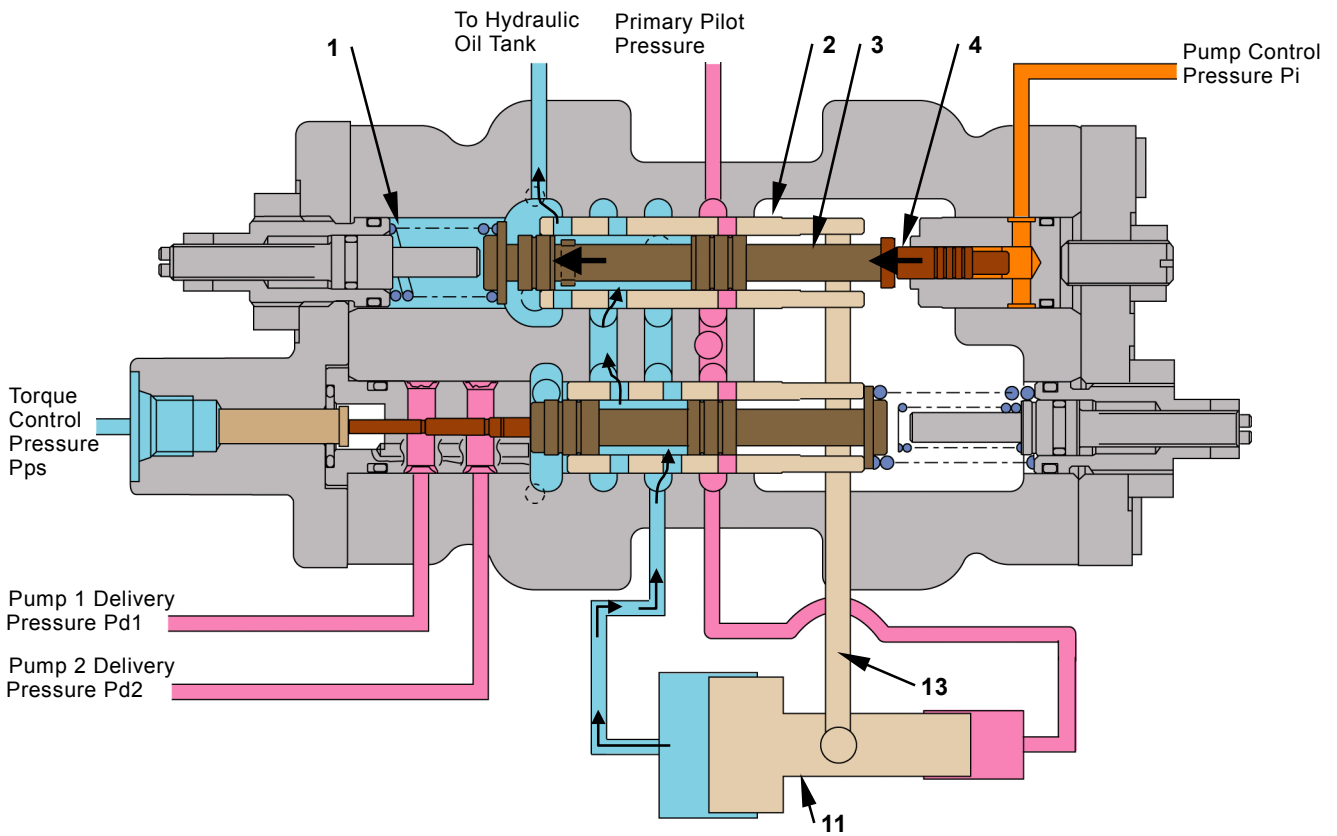 To Hydraulic
Oil Tank
Primary Pilot
Pressure
1
2
3
4
Pump Control
Pressure Pi
Torque
Control
Pressure
Pps
Pump 1 Delivery
Pressure Pd1
Pump 2 Delivery
Pressure Pd2
13
11